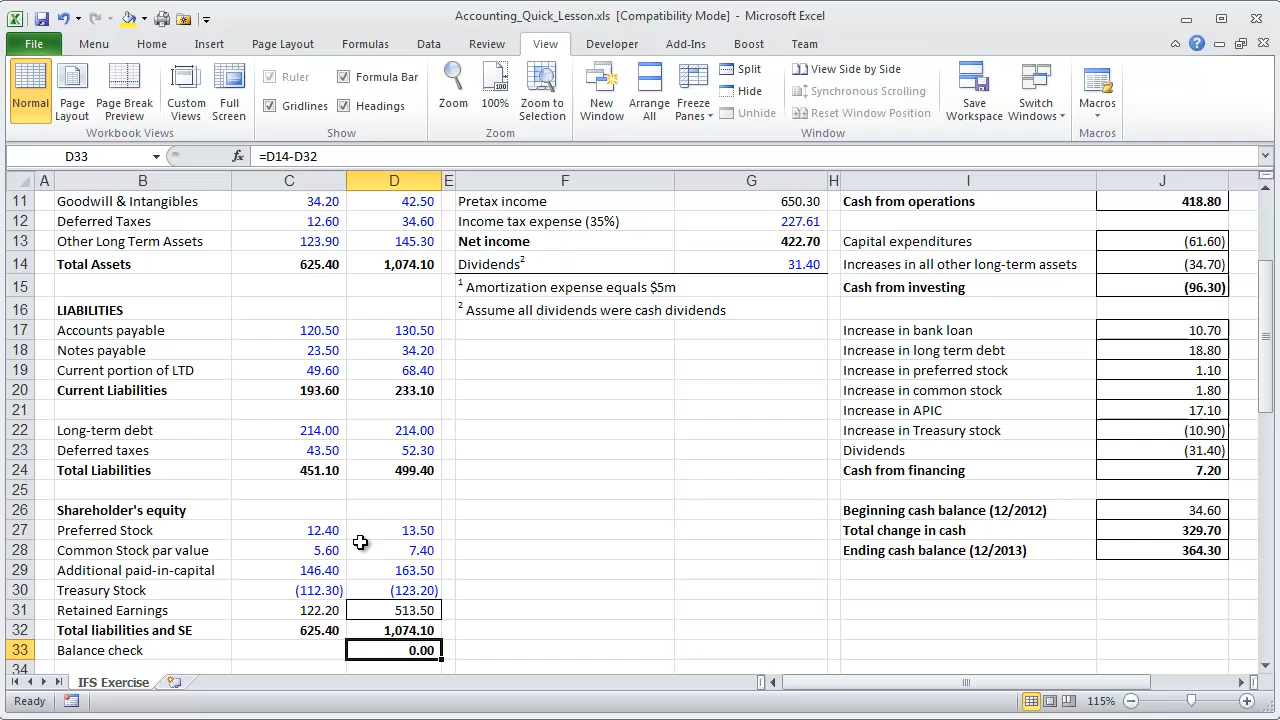 Accounting_Quick_Lesson.xls [Compatibility Mode] - Microsoft Excel
File Menu Home Insert Page Layout Formulas Data Review View Developer Add-Ins Boost Team
Normal Page Layout Page Break Preview Custom Views Full Screen
Workbook Views
Ruler Formula Bar
Gridlines Headings
Show
Zoom 100% Zoom to Selection
Zoom
New Window Arrange All Freeze Panes
Split View Side by Side
Hide Synchronous Scrolling
Unhide Reset Window Position
Save Workspace Switch Windows
Window
Macros
Macros
D33 fx =D14-D32
A B C D E F G H I J
11 Goodwill & Intangibles 34.20 42.50 Pretax income 650.30 Cash from operations 418.80
12 Deferred Taxes 12.60 34.60 Income tax expense (35%) 227.61
13 Other Long Term Assets 123.90 145.30 Net income 422.70 Capital expenditures (61.60)
14 Total Assets 625.40 1,074.10 Dividends2 31.40 Increases in all other long-term assets (34.70)
15 1 Amortization expense equals $5m Cash from investing (96.30)
16 LIABILITIES 2 Assume all dividends were cash dividends
17 Accounts payable 120.50 130.50 Increase in bank loan 10.70
18 Notes payable 23.50 34.20 Increase in long term debt 18.80
19 Current portion of LTD 49.60 68.40 Increase in preferred stock 1.10
20 Current Liabilities 193.60 233.10 Increase in common stock 1.80
21 Increase in APIC 17.10
22 Long-term debt 214.00 214.00 Increase in Treasury stock (10.90)
23 Deferred taxes 43.50 52.30 Dividends (31.40)
24 Total Liabilities 451.10 499.40 Cash from financing 7.20
25
26 Shareholder's equity Beginning cash balance (12/2012) 34.60
27 Preferred Stock 12.40 13.50 Total change in cash 329.70
28 Common Stock par value 5.60 7.40 Ending cash balance (12/2013) 364.30
29 Additional paid-in-capital 146.40 163.50
30 Treasury Stock (112.30) (123.20)
31 Retained Earnings 122.20 513.50
32 Total liabilities and SE 625.40 1,074.10
33 Balance check 0.00
34
IFS Exercise
Ready 115%